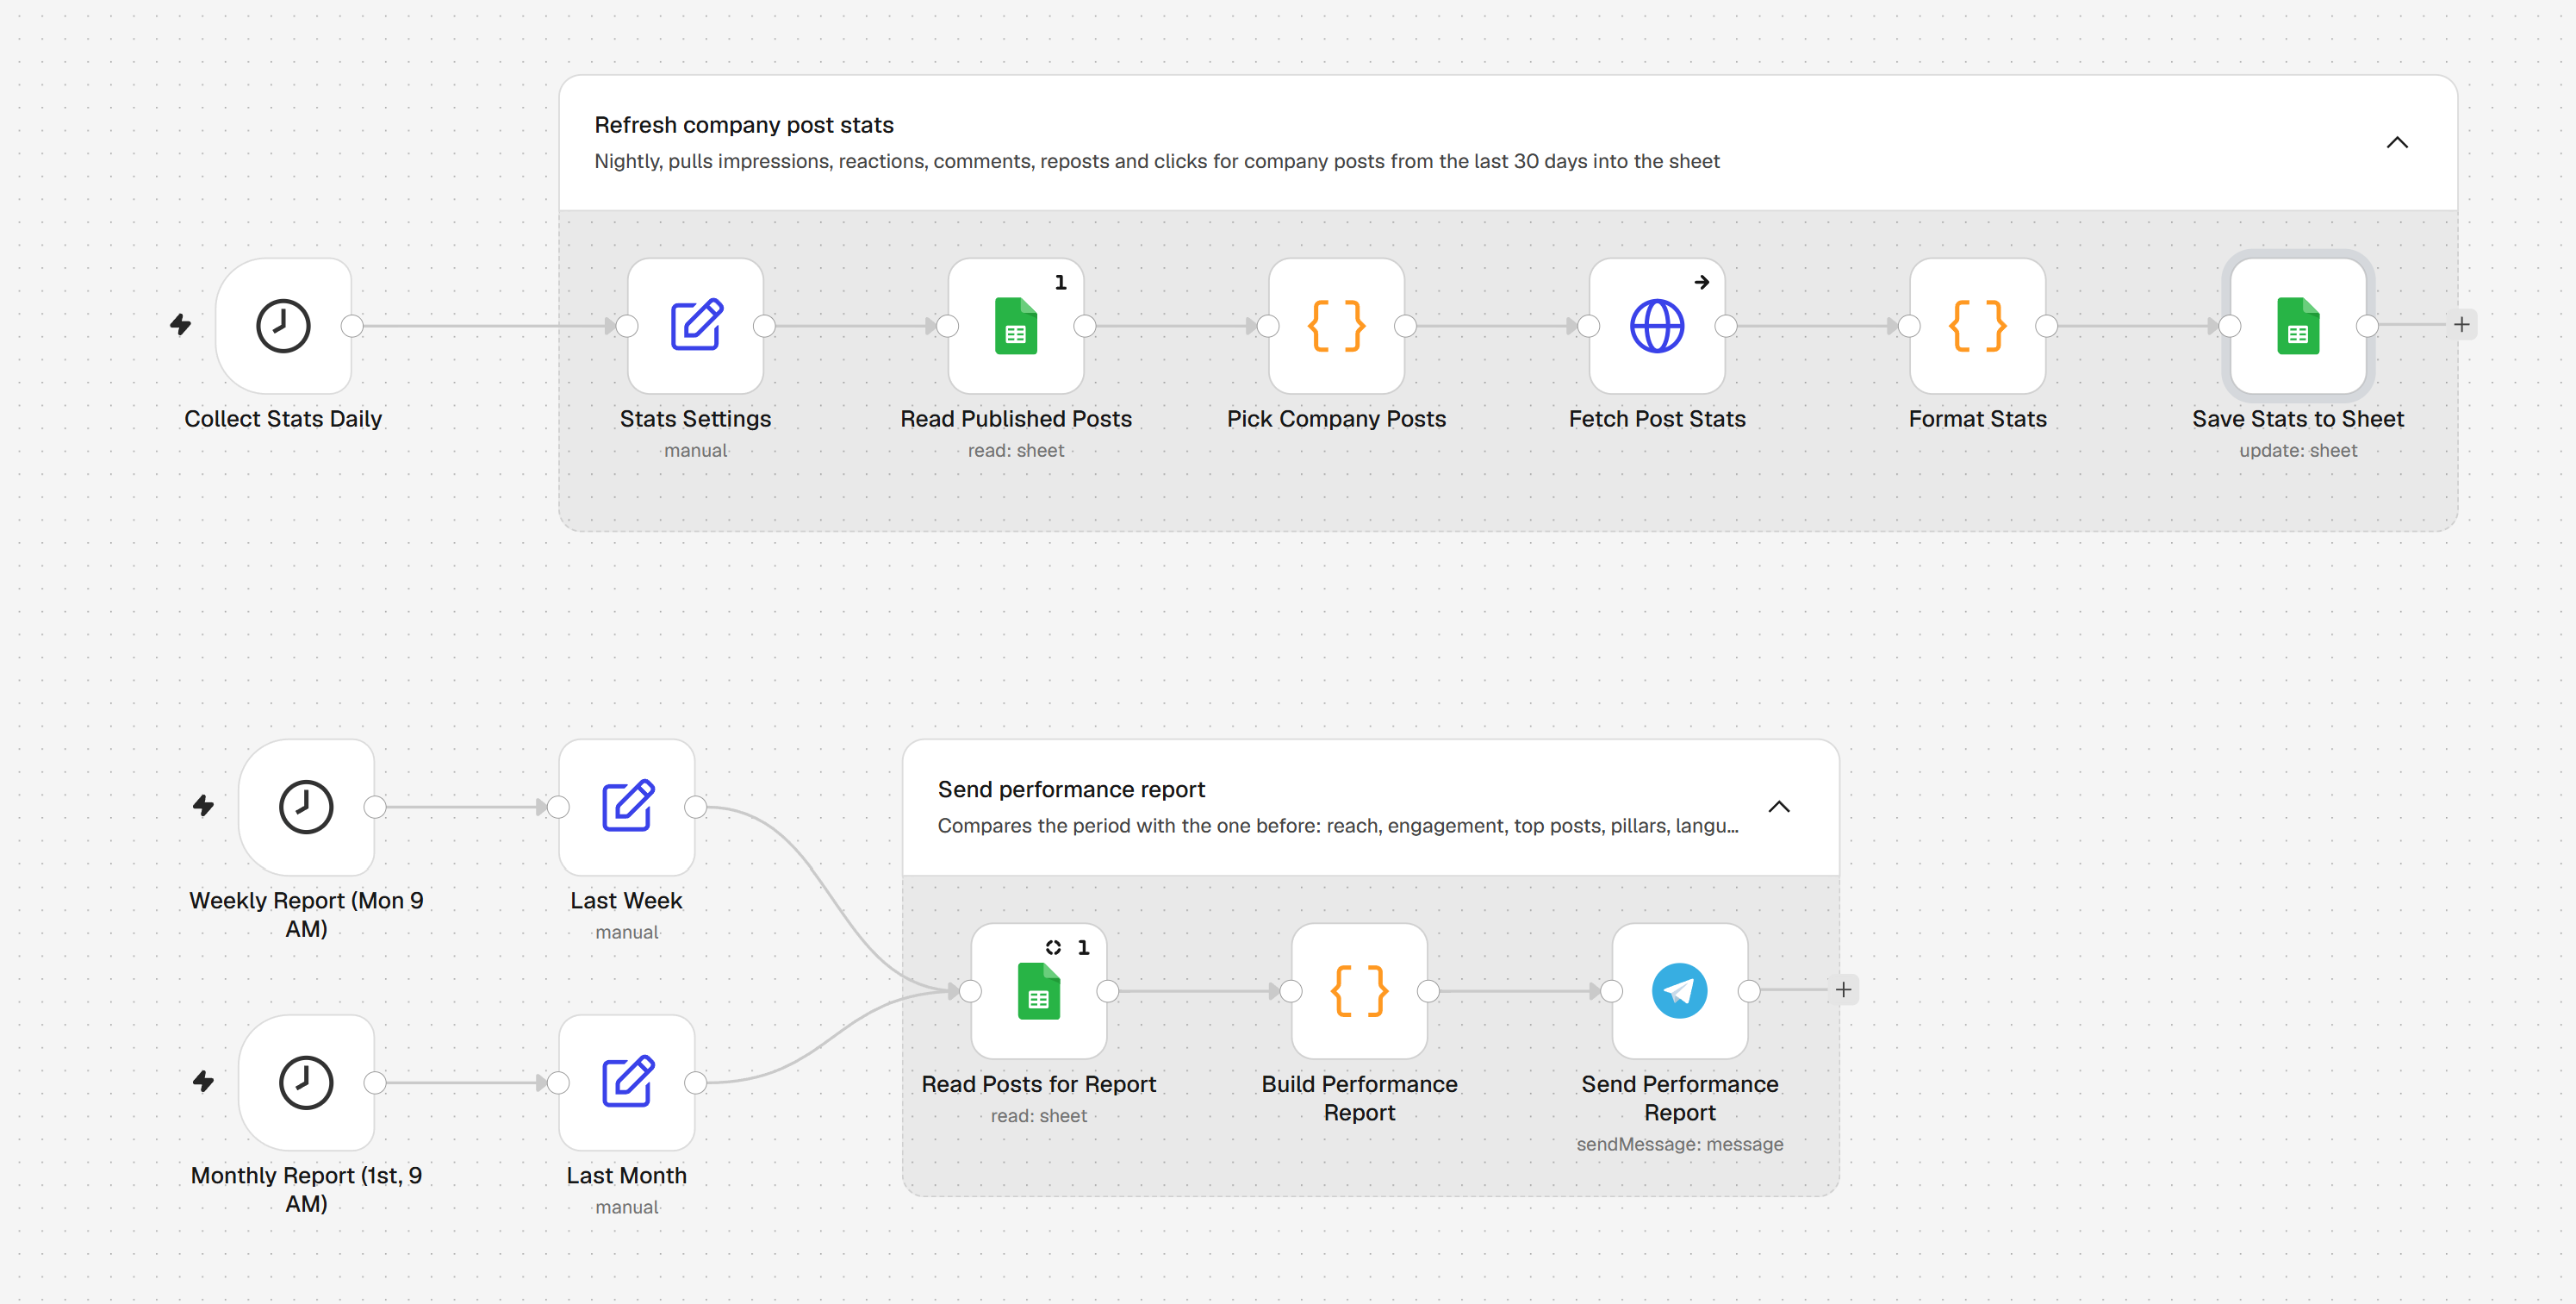 Refresh company post stats
Nightly, pulls impressions, reactions, comments, reposts and clicks for company posts from the last 30 days into the sheet
1
Collect Stats Daily
Stats Settings
manual
Read Published Posts
read: sheet
Pick Company Posts
Fetch Post Stats
Format Stats
Save Stats to Sheet
update: sheet
Send performance report
Compares the period with the one before: reach, engagement, top posts, pillars, langu...
Weekly Report (Mon 9
AM)
Last Week
manual
1
Read Posts for Report
read: sheet
Build Performance
Report
Send Performance
Report
sendMessage: message
Monthly Report (1st, 9
AM)
Last Month
manual